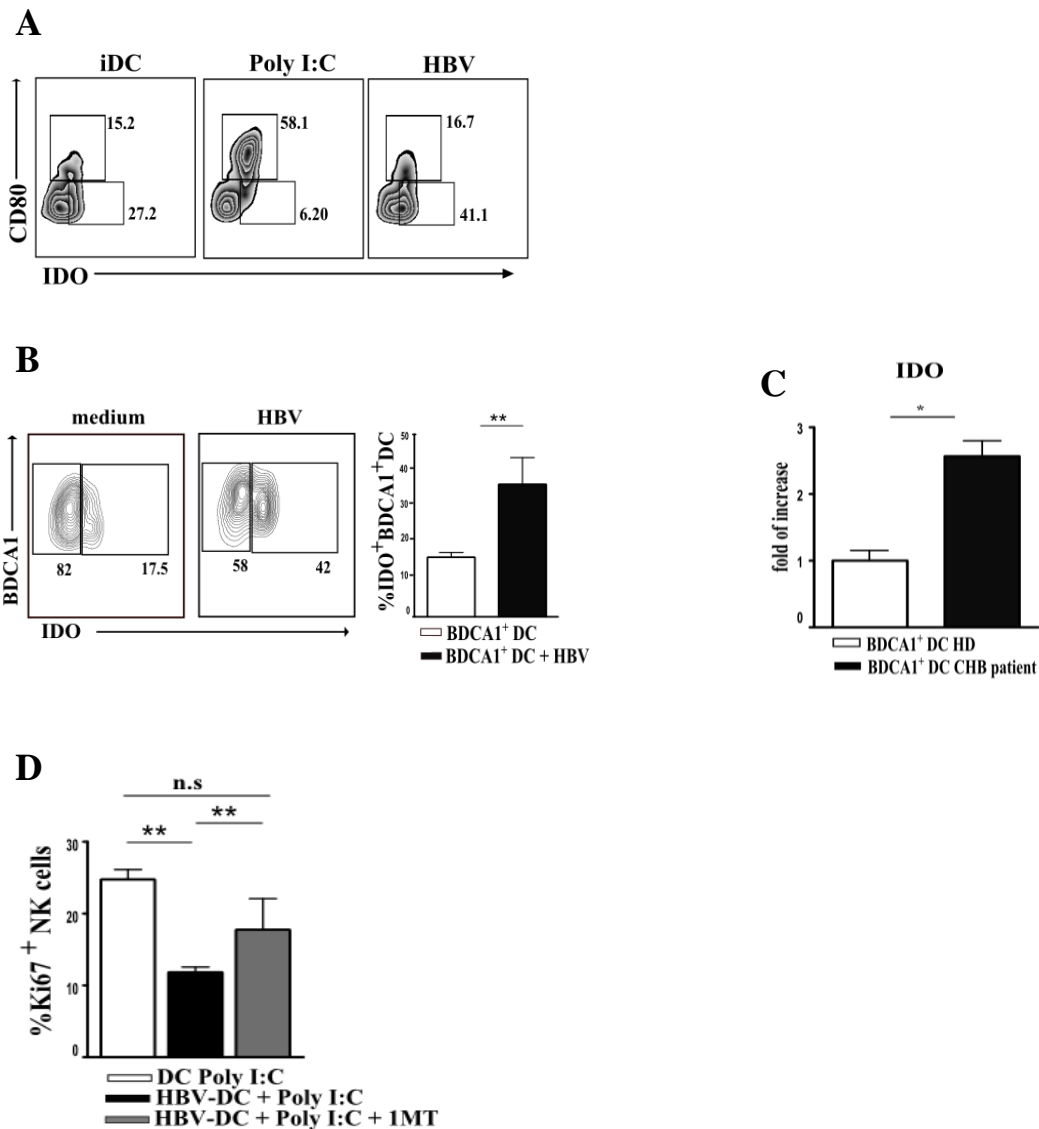 A
iDC Poly I:C HBV
15.2 58.1 16.7
CD80
27.2 6.20 41.1
IDO
B
medium HBV
BDCA1
82 17.5 58 42
IDO
**
%IDO+BDCA1+DC
50
40
30
20
10
0
BDCA1+ DC
BDCA1+ DC + HBV
C
IDO
*
fold of increase
3
2
1
0
BDCA1+ DC HD
BDCA1+ DC CHB patient
D
n.s
** **
%Ki67+ NK cells
30
20
10
0
DC Poly I:C
HBV-DC + Poly I:C
HBV-DC + Poly I:C + 1MT